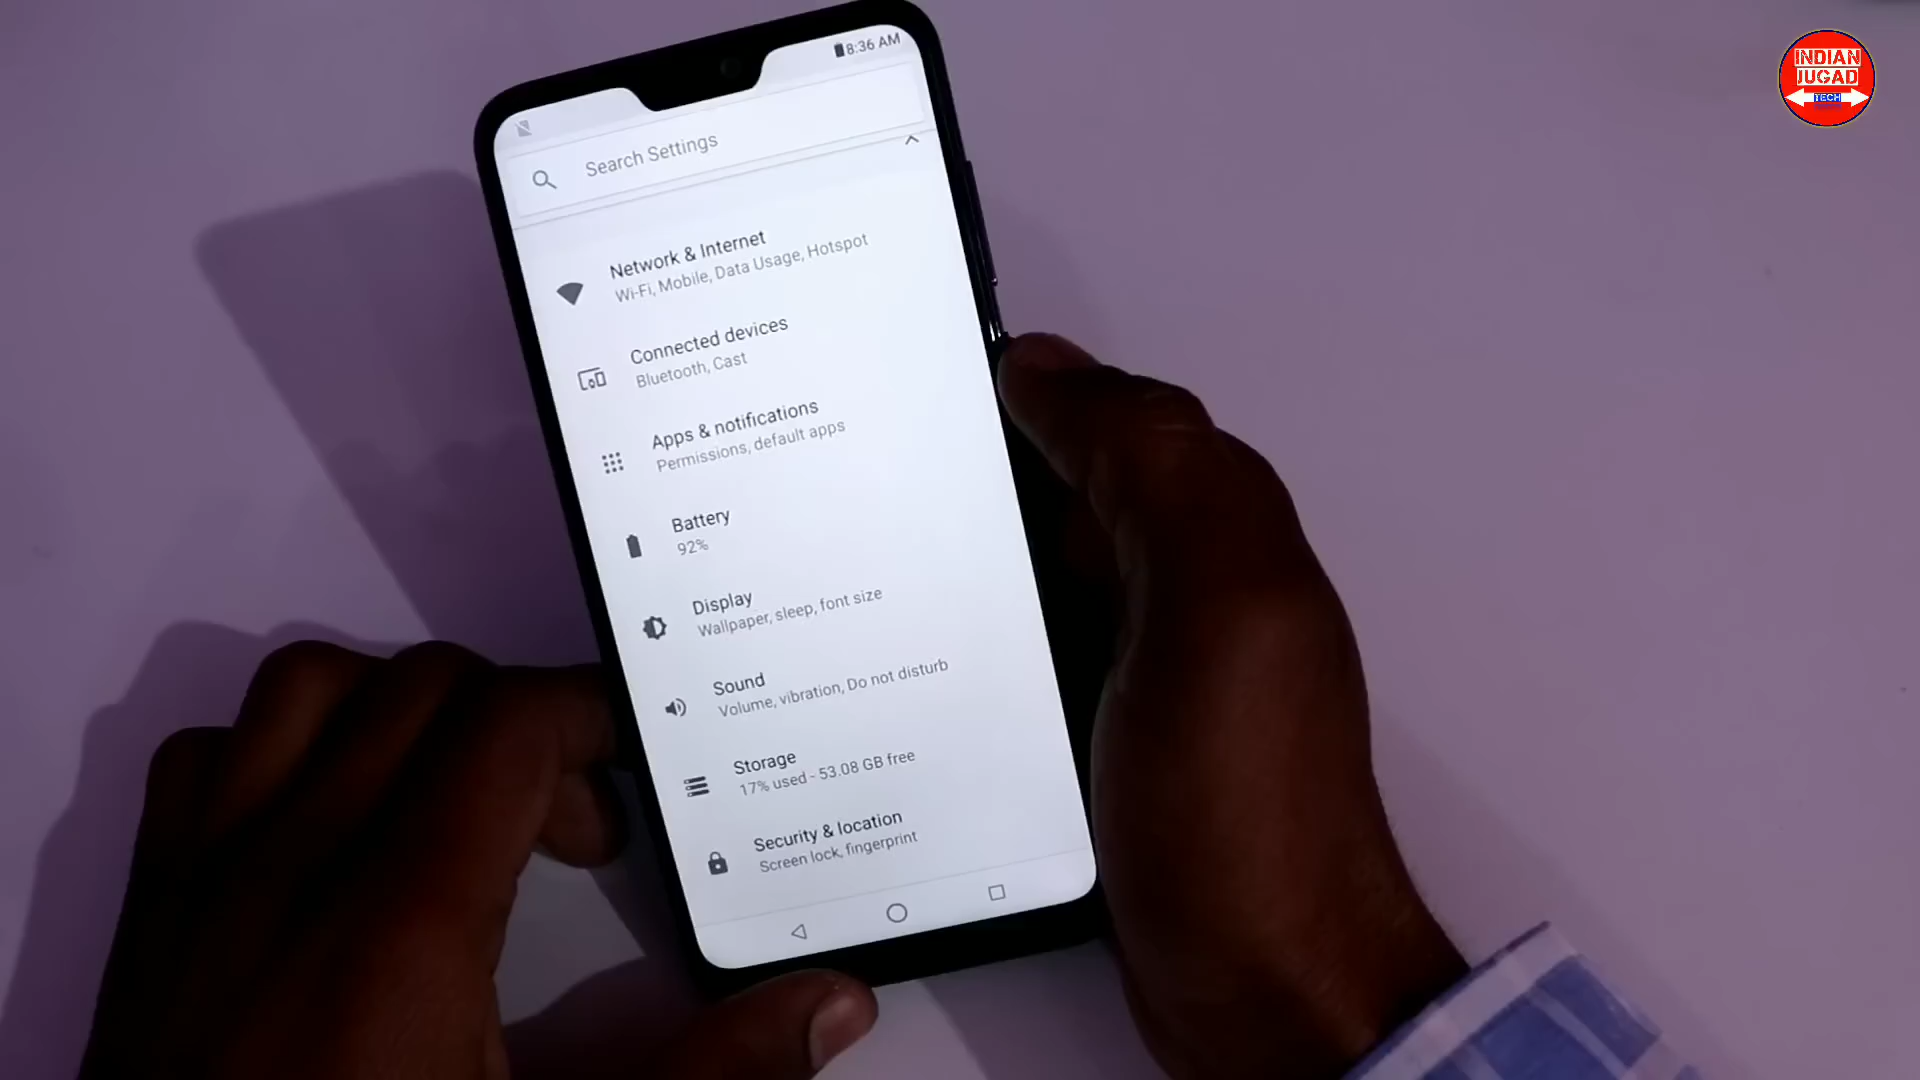 8:36 AM
INDIAN
JUGAD
TECH
Search Settings
Network & Internet
Wi-Fi, Mobile, Data Usage, Hotspot
Connected devices
Bluetooth, Cast
Apps & notifications
Permissions, default apps
Battery
92%
Display
Wallpaper, sleep, font size
Sound
Volume, vibration, Do not disturb
Storage
17% used - 53.08 GB free
Security & location
Screen lock, fingerprint